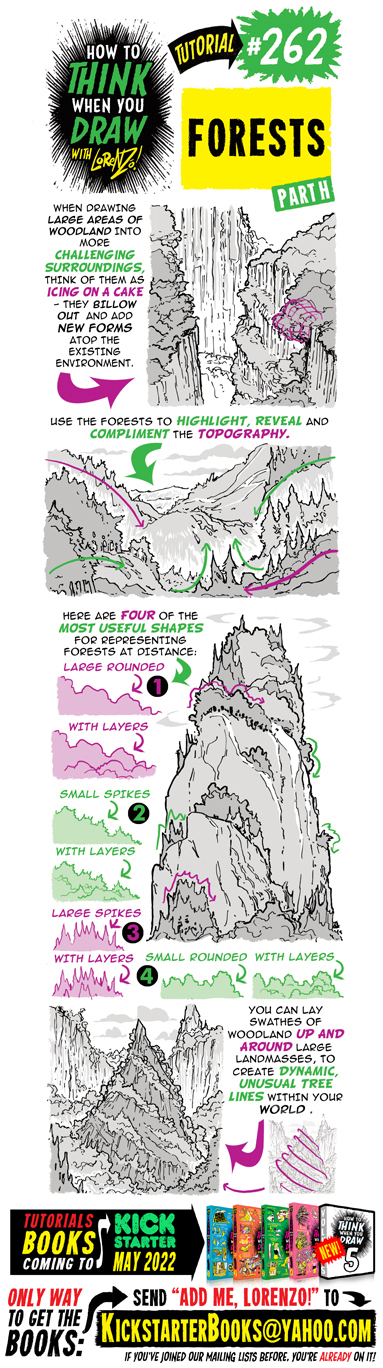 HOW TO
THINK
WHEN YOU
DRAW
WITH LORENZO!
TUTORIAL
#262
FORESTS
PART H
WHEN DRAWING
LARGE AREAS OF
WOODLAND INTO
MORE
CHALLENGING
SURROUNDINGS,
THINK OF THEM AS
ICING ON A CAKE
- THEY BILLOW
OUT AND ADD
NEW FORMS
ATOP THE
EXISTING
ENVIRONMENT.
USE THE FORESTS TO HIGHLIGHT, REVEAL AND
COMPLIMENT THE TOPOGRAPHY.
HERE ARE FOUR OF THE
MOST USEFUL SHAPES
FOR REPRESENTING
FORESTS AT DISTANCE:
LARGE ROUNDED
1
WITH LAYERS
SMALL SPIKES
2
WITH LAYERS
LARGE SPIKES
3
WITH LAYERS
4
SMALL ROUNDED
WITH LAYERS
YOU CAN LAY
SWATHES OF
WOODLAND UP AND
AROUND LARGE
LANDMASSES, TO
CREATE DYNAMIC,
UNUSUAL TREE
LINES WITHIN YOUR
WORLD.
TUTORIALS
BOOKS
COMING TO
KICK
STARTER
MAY 2022
NEW!
HOW TO
THINK
WHEN YOU
DRAW
5
ONLY WAY
TO GET THE
BOOKS:
SEND "ADD ME, LORENZO!" TO
KICKSTARTERBOOKS@YAHOO.COM
IF YOU'VE JOINED OUR MAILING LISTS BEFORE, YOU'RE ALREADY ON IT!